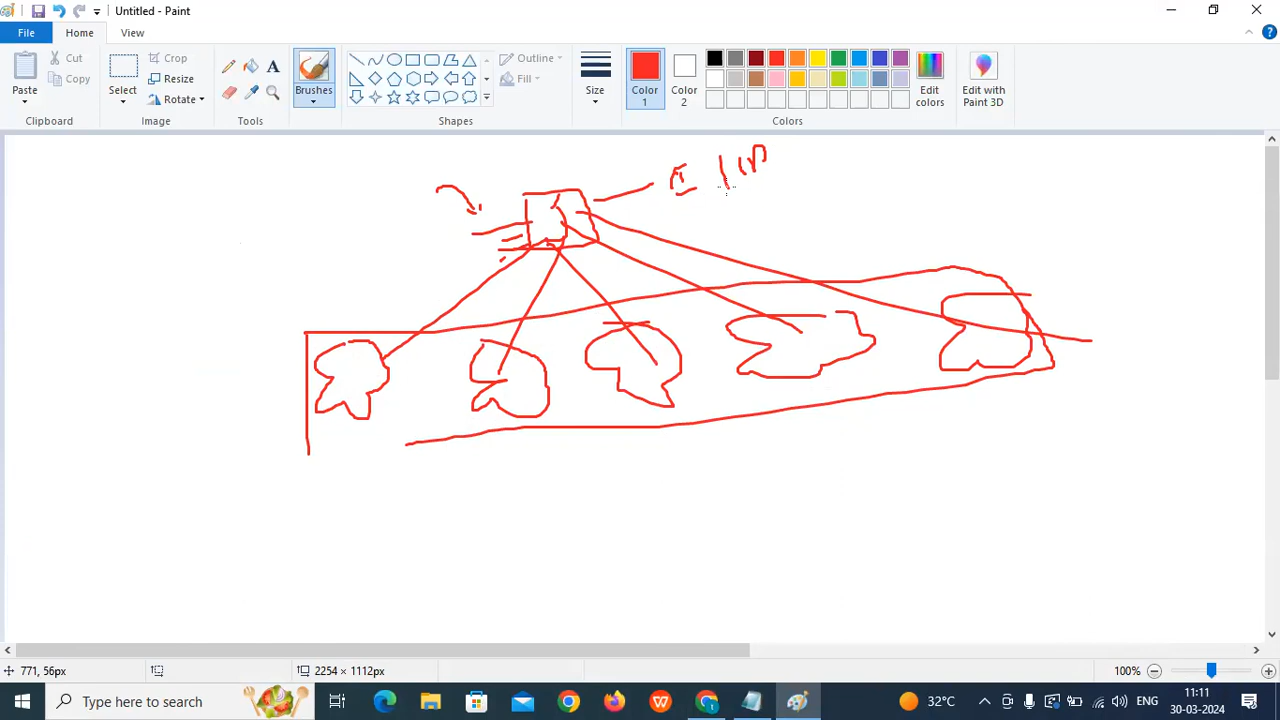 Untitled - Paint
File
Home
View
Paste
Cut
Copy
Clipboard
Select
Crop
Resize
Rotate
Image
Tools
Brushes
Outline
Fill
Shapes
Size
Color
1
Color
2
Edit
colors
Edit with
Paint 3D
Colors
771, 56px
2254 × 1112px
100%
Type here to search
32°C
11:11
30-03-2024